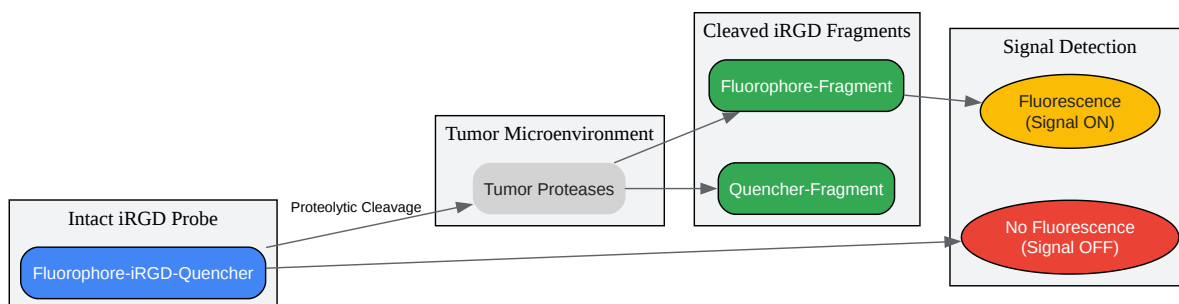 Intact iRGD Probe
Fluorophore-iRGD-Quencher
Proteolytic Cleavage
Tumor Microenvironment
Tumor Proteases
Cleaved iRGD Fragments
Fluorophore-Fragment
Quencher-Fragment
Signal Detection
Fluorescence
(Signal ON)
No Fluorescence
(Signal OFF)